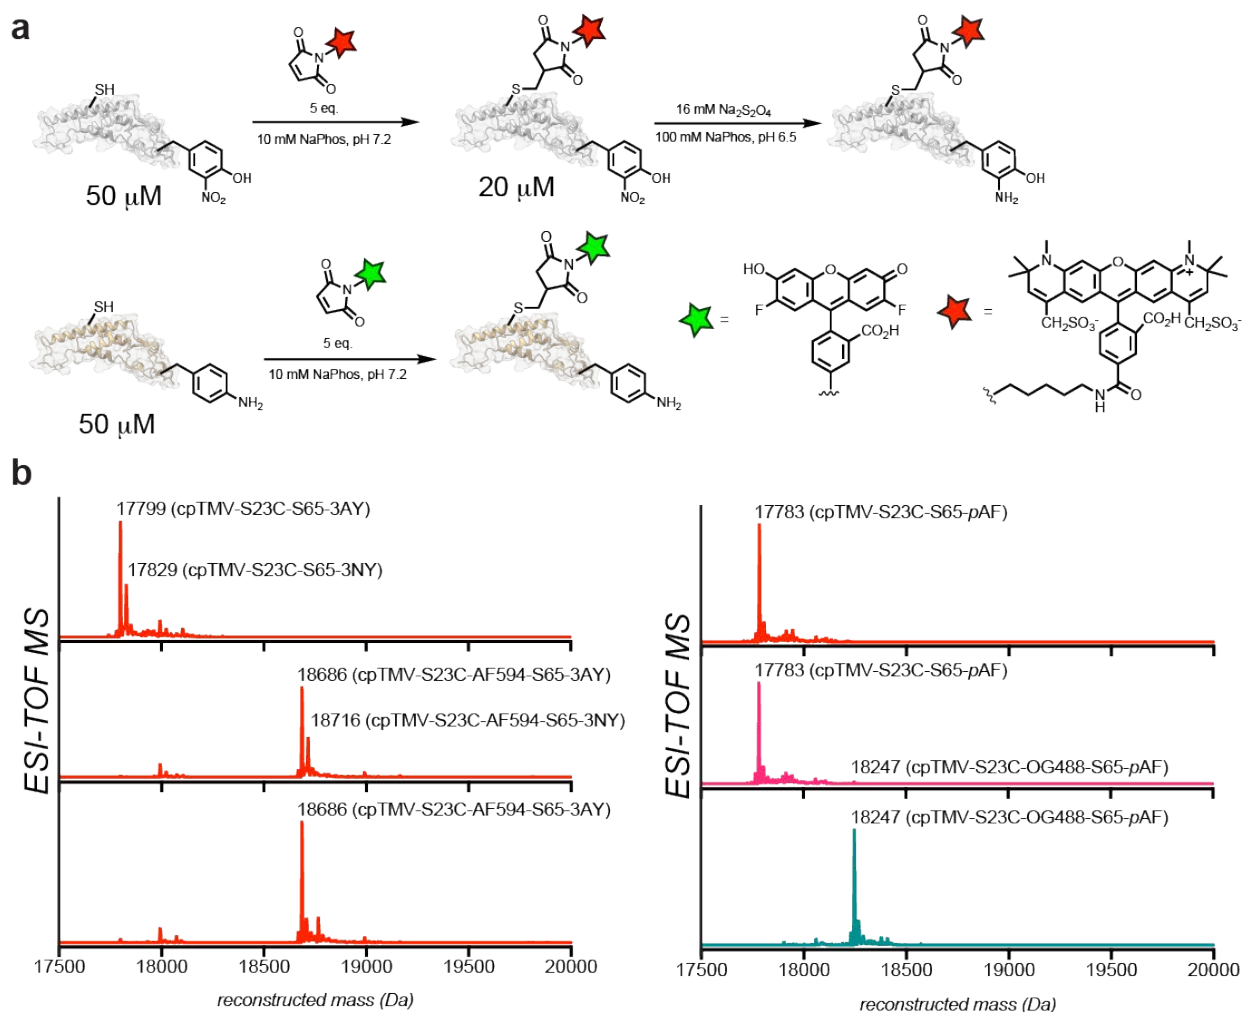 a
SH
50 μM
HO
NO₂
5 eq.
10 mM NaPhos, pH 7.2
20 μM
16 mM Na₂S₂O₄
100 mM NaPhos, pH 6.5
NH₂
OH
SH
50 μM
NH₂
5 eq.
10 mM NaPhos, pH 7.2
S
O
N
O
NH₂
=
HO
O
O
F
F
CO₂H
=
N
O
N
+
CH₂SO₃⁻
CO₂H
CH₂SO₃⁻
N
H
O
b
17799 (cpTMV-S23C-S65-3AY)
17829 (cpTMV-S23C-S65-3NY)
18686 (cpTMV-S23C-AF594-S65-3AY)
18716 (cpTMV-S23C-AF594-S65-3NY)
18686 (cpTMV-S23C-AF594-S65-3AY)
ESI-TOF MS
17500 18000 18500 19000 19500 20000
reconstructed mass (Da)
17783 (cpTMV-S23C-S65-pAF)
17783 (cpTMV-S23C-S65-pAF)
18247 (cpTMV-S23C-OG488-S65-pAF)
18247 (cpTMV-S23C-OG488-S65-pAF)
ESI-TOF MS
17500 18000 18500 19000 19500 20000
reconstructed mass (Da)